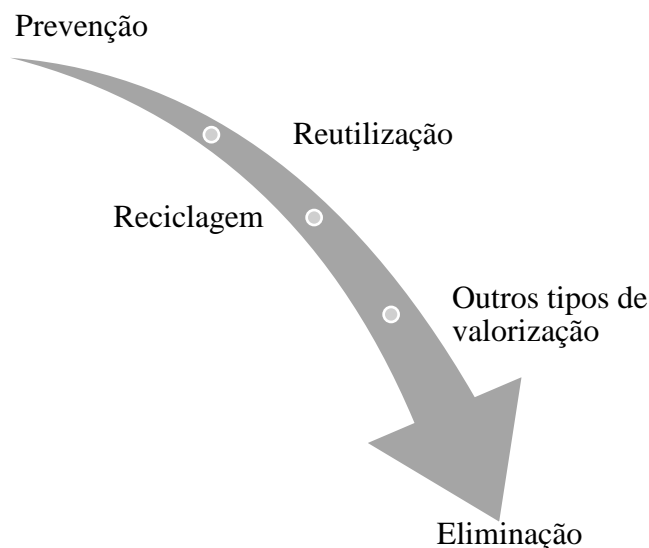 Prevenção
Reutilização
Reciclagem
Outros tipos de
valorização
Eliminação